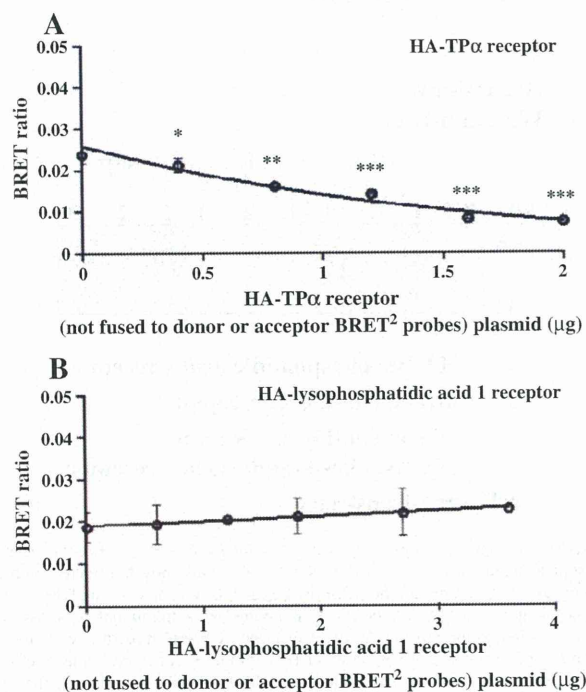 A
HA-TPα receptor
0.05
0.04
0.03
0.02
0.01
0
BRET ratio
*
**
***
***
***
0
0.5
1
1.5
2
HA-TPα receptor
(not fused to donor or acceptor BRET² probes) plasmid (μg)
B
HA-lysophosphatidic acid 1 receptor
0.05
0.04
0.03
0.02
0.01
0
BRET ratio
0
1
2
3
4
HA-lysophosphatidic acid 1 receptor
(not fused to donor or acceptor BRET² probes) plasmid (μg)